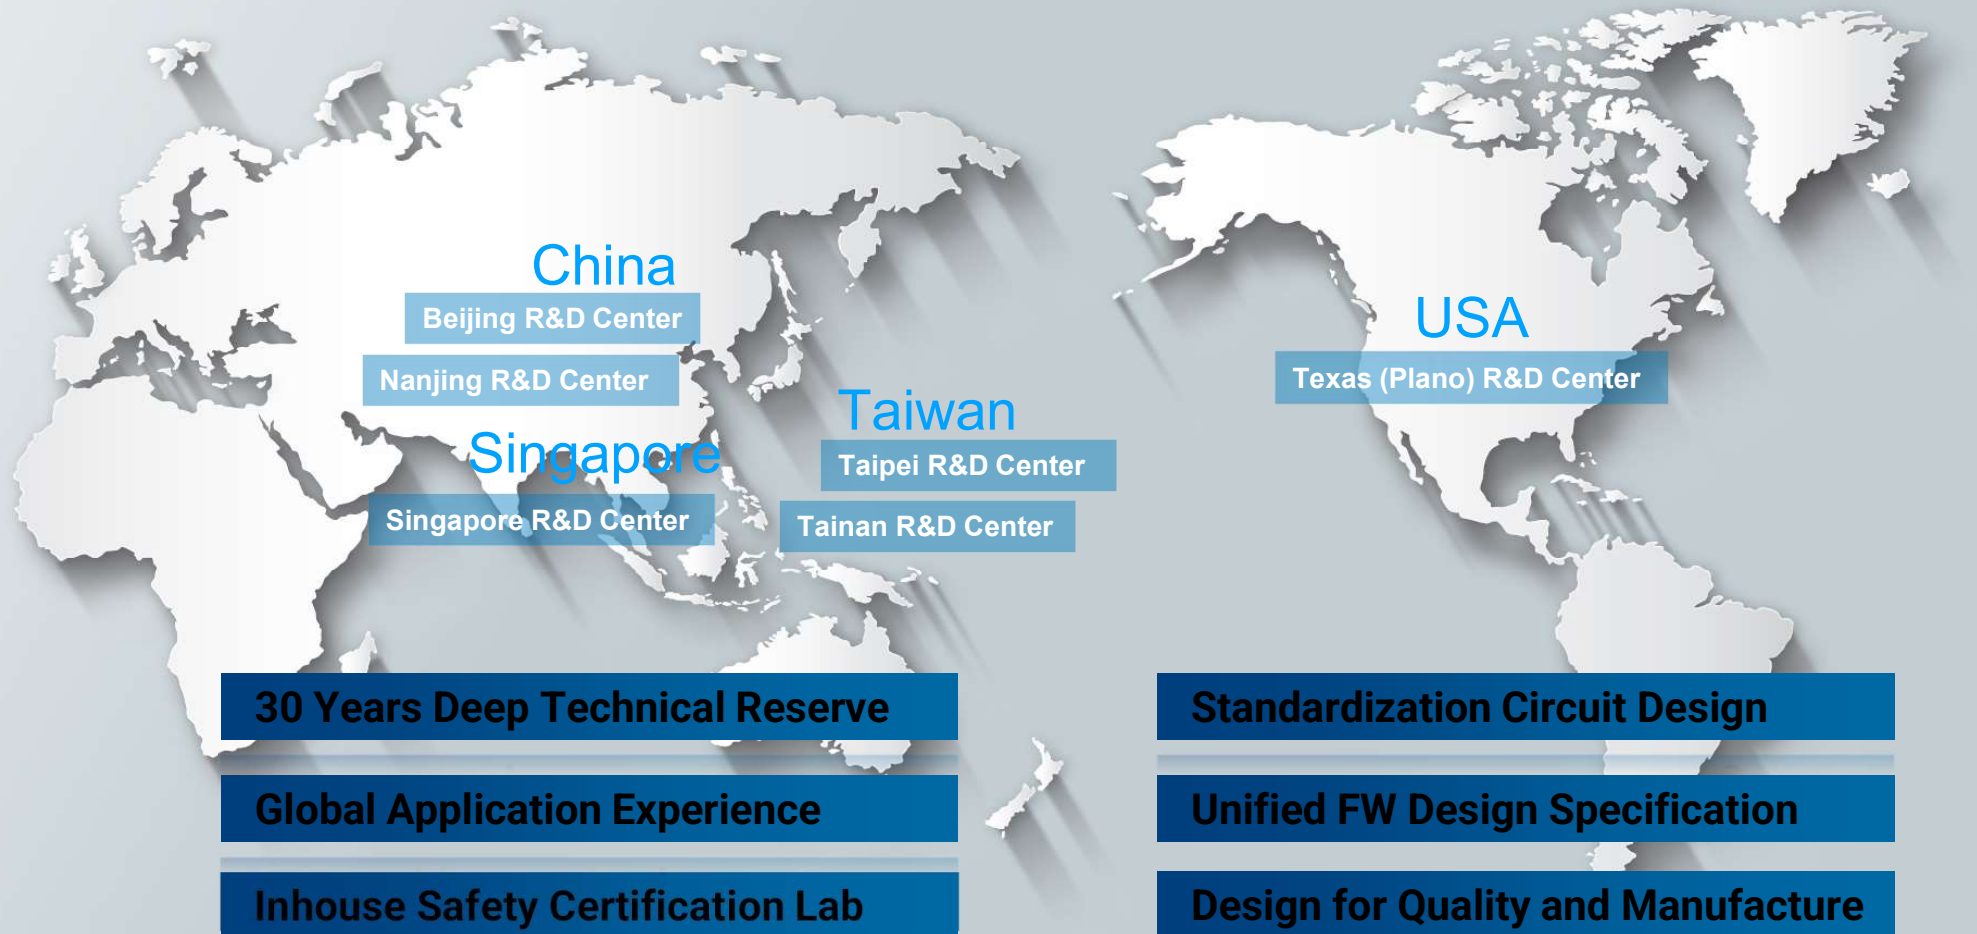 China
Beijing R&D Center
Nanjing R&D Center
Singapore
Singapore R&D Center
Taiwan
Taipei R&D Center
Tainan R&D Center
USA
Texas (Plano) R&D Center
30 Years Deep Technical Reserve
Global Application Experience
Inhouse Safety Certification Lab
Standardization Circuit Design
Unified FW Design Specification
Design for Quality and Manufacture